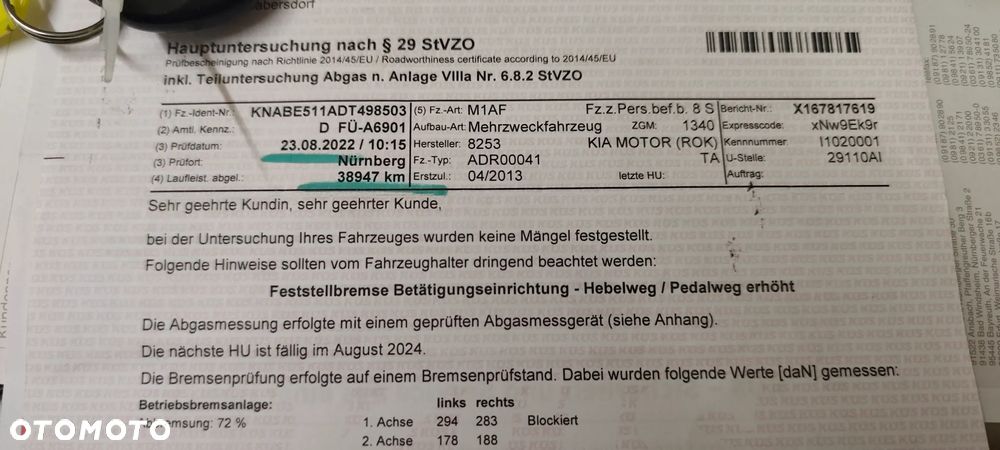 abersdorf
Hauptuntersuchung nach § 29 StVZO
Prüfbescheinigung nach Richtlinie 2014/45/EU / Roadworthiness certificate according to 2014/45/EU
inkl. Teiluntersuchung Abgas n. Anlage VIIIa Nr. 6.8.2 StVZO
(1) Fz.-Ident-Nr.: KNABE511ADT498503 (5) Fz.-Art: M1AF Fz.z.Pers.bef.b. 8 S Bericht-Nr.: X167817619
(2) Amtl. Kennz.: D FÜ-A6901 Aufbau-Art: Mehrzweckfahrzeug ZGM: 1340 Expresscode: xNw9Ek9r
(3) Prüfdatum: 23.08.2022 / 10:15 Hersteller: 8253 KIA MOTOR (ROK) Kennnummer: I1020001
(3) Prüfort: Nürnberg Fz.-Typ: ADR00041 TA U-Stelle: 29110AI
(4) Laufleist. abgel.: 38947 km Erstzul.: 04/2013 letzte HU: Auftrag:
Sehr geehrte Kundin, sehr geehrter Kunde,
bei der Untersuchung Ihres Fahrzeuges wurden keine Mängel festgestellt.
Folgende Hinweise sollten vom Fahrzeughalter dringend beachtet werden:
Feststellbremse Betätigungseinrichtung - Hebelweg / Pedalweg erhöht
Die Abgasmessung erfolgte mit einem geprüften Abgasmessgerät (siehe Anhang).
Die nächste HU ist fällig im August 2024.
Die Bremsenprüfung erfolgte auf einem Bremsenprüfstand. Dabei wurden folgende Werte [daN] gemessen:
Betriebsbremsanlage: links rechts
msung: 72 % 1. Achse 294 283 Blockiert
2. Achse 178 188
OTOMOTO